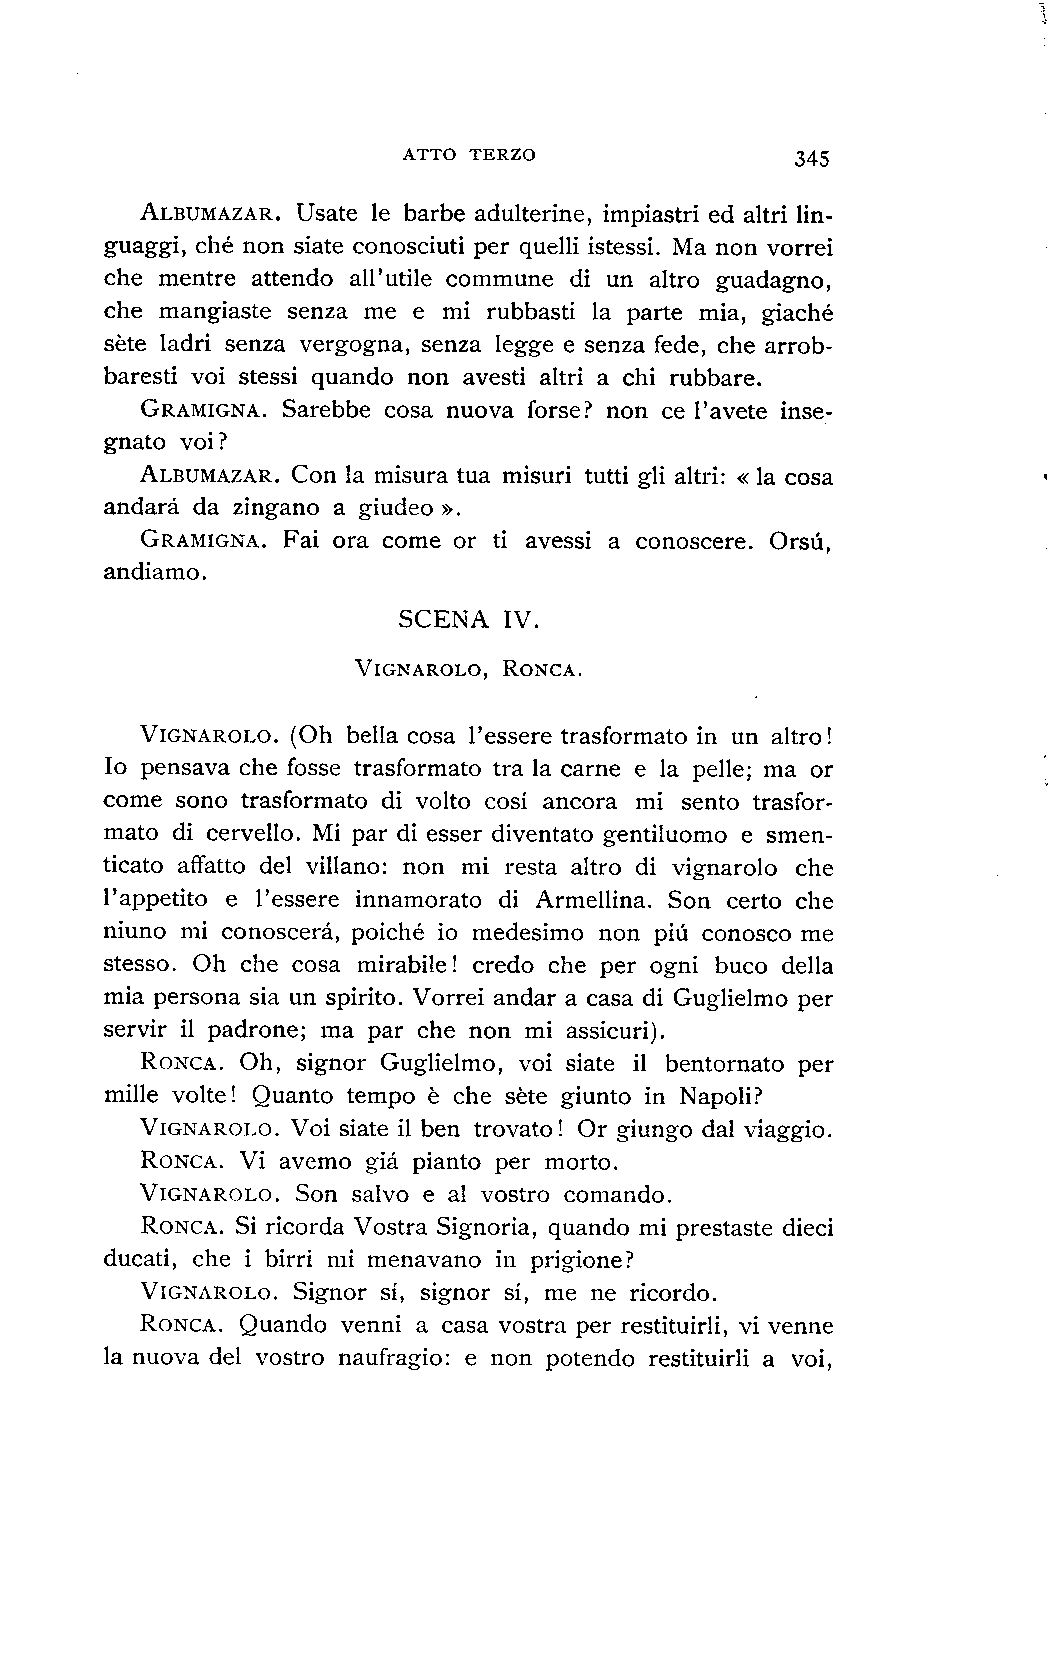 ATTO TERZO 345
ALBUMAZAR. Usate le barbe adulterine, impiastri ed altri lin-
guaggi, ché non siate conosciuti per quelli istessi. Ma non vorrei
che mentre attendo all'utile commune di un altro guadagno,
che mangiaste senza me e mi rubbasti la parte mia, giaché
sète ladri senza vergogna, senza legge e senza fede, che arrob-
baresti voi stessi quando non avesti altri a chi rubbare.
GRAMIGNA. Sarebbe cosa nuova forse? non ce l'avete inse-
gnato voi?
ALBUMAZAR. Con la misura tua misuri tutti gli altri: « la cosa
andará da zingano a giudeo ».
GRAMIGNA. Fai ora come or ti avessi a conoscere. Orsú,
andiamo.
SCENA IV.
VIGNAROLO, RONCA.
VIGNAROLO. (Oh bella cosa l'essere trasformato in un altro!
Io pensava che fosse trasformato tra la carne e la pelle; ma or
come sono trasformato di volto cosí ancora mi sento trasfor-
mato di cervello. Mi par di esser diventato gentiluomo e smen-
ticato affatto del villano: non mi resta altro di vignarolo che
l'appetito e l'essere innamorato di Armellina. Son certo che
niuno mi conoscerá, poiché io medesimo non piú conosco me
stesso. Oh che cosa mirabile! credo che per ogni buco della
mia persona sia un spirito. Vorrei andar a casa di Guglielmo per
servir il padrone; ma par che non mi assicuri).
RONCA. Oh, signor Guglielmo, voi siate il bentornato per
mille volte! Quanto tempo è che sète giunto in Napoli?
VIGNAROLO. Voi siate il ben trovato! Or giungo dal viaggio.
RONCA. Vi avemo giá pianto per morto.
VIGNAROLO. Son salvo e al vostro comando.
RONCA. Si ricorda Vostra Signoria, quando mi prestaste dieci
ducati, che i birri mi menavano in prigione?
VIGNAROLO. Signor sí, signor sí, me ne ricordo.
RONCA. Quando venni a casa vostra per restituirli, vi venne
la nuova del vostro naufragio: e non potendo restituirli a voi,